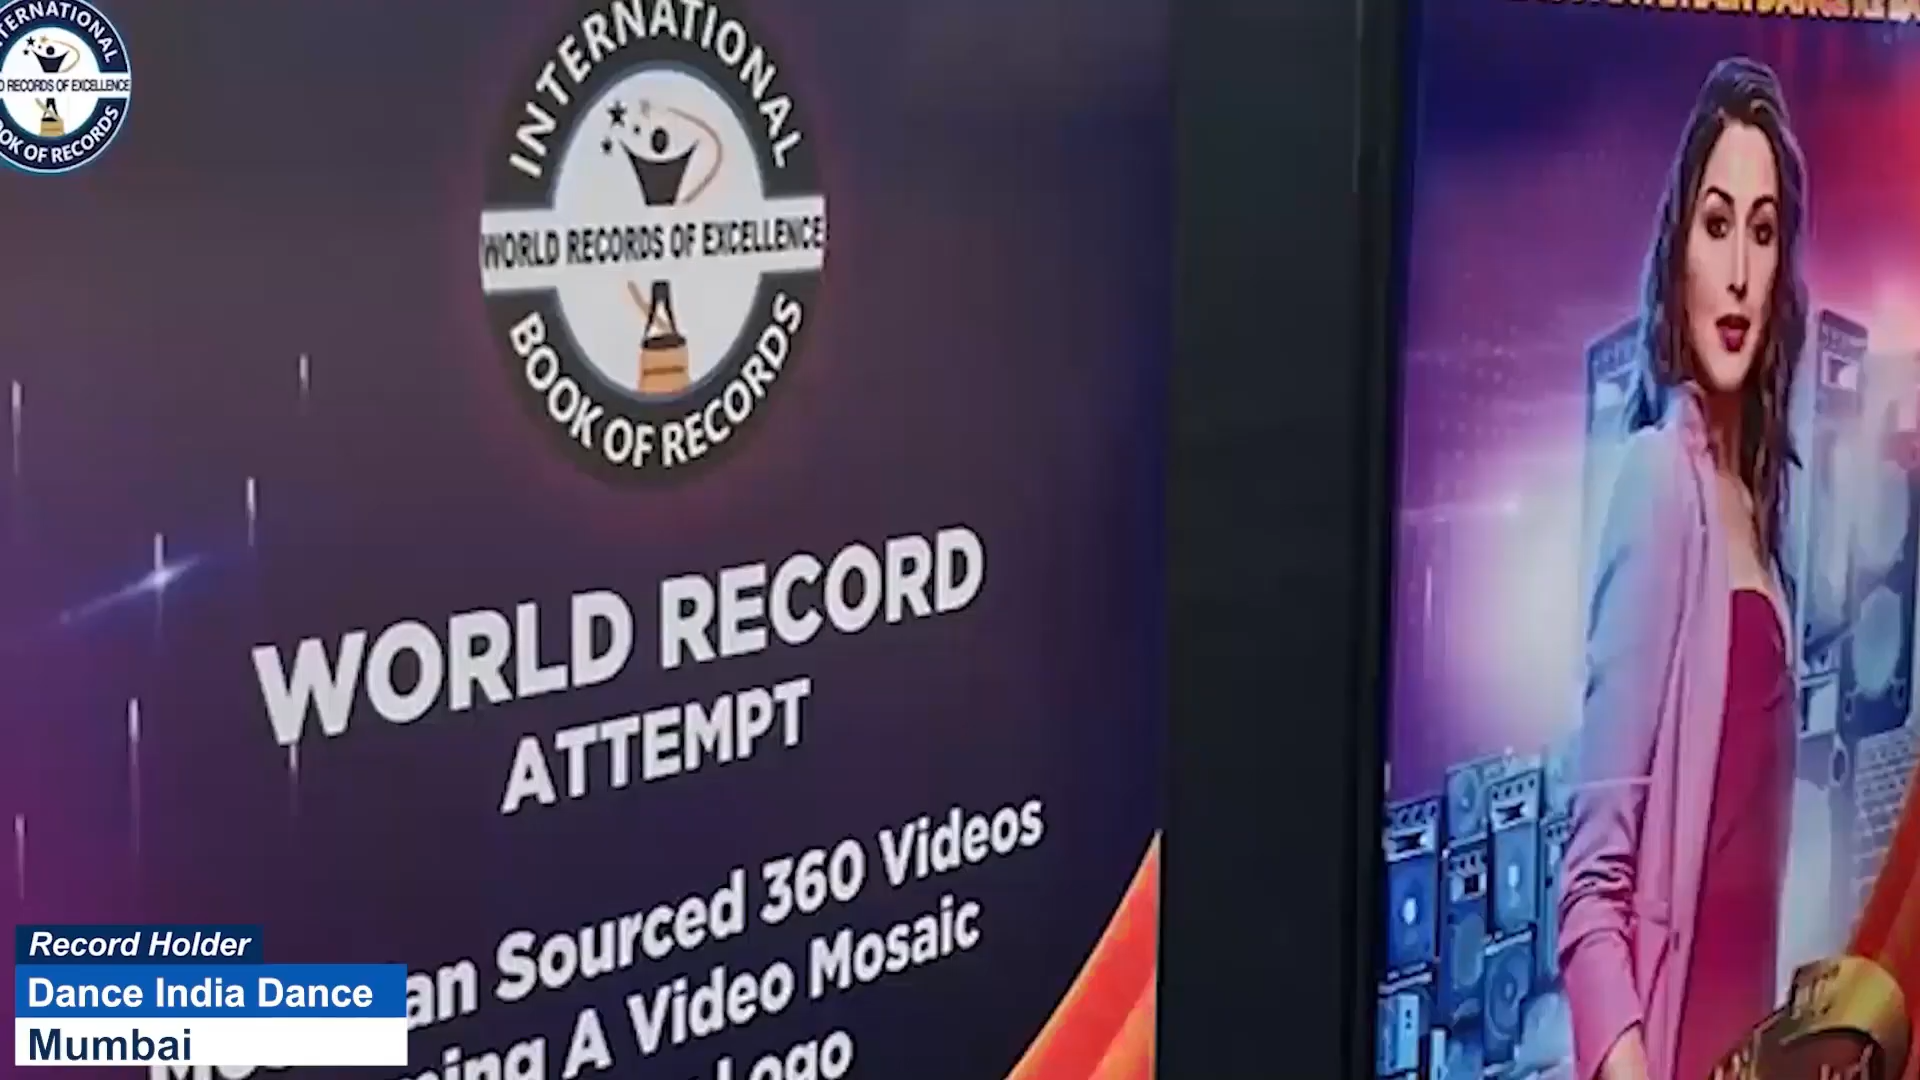 INTERNATIONAL
WORLD RECORDS OF EXCELLENCE
BOOK OF RECORDS
RECORDS OF EXCELLENCE
OF RECORDS
WORLD RECORD
ATTEMPT
Sourced 360 Videos
A Video Mosaic
Logo
Record Holder
Dance India Dance
Mumbai